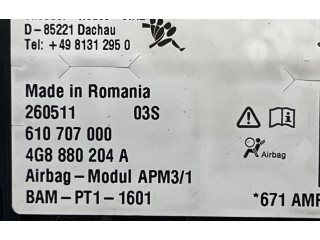 D-85221 Dachau
Tel: +49 8131 295 0
Made in Romania
260511 03S
610 707 000
4G8 880 204 A
Airbag
Airbag-Modul APM3/1
BAM-PT1-1601
*671 AMP